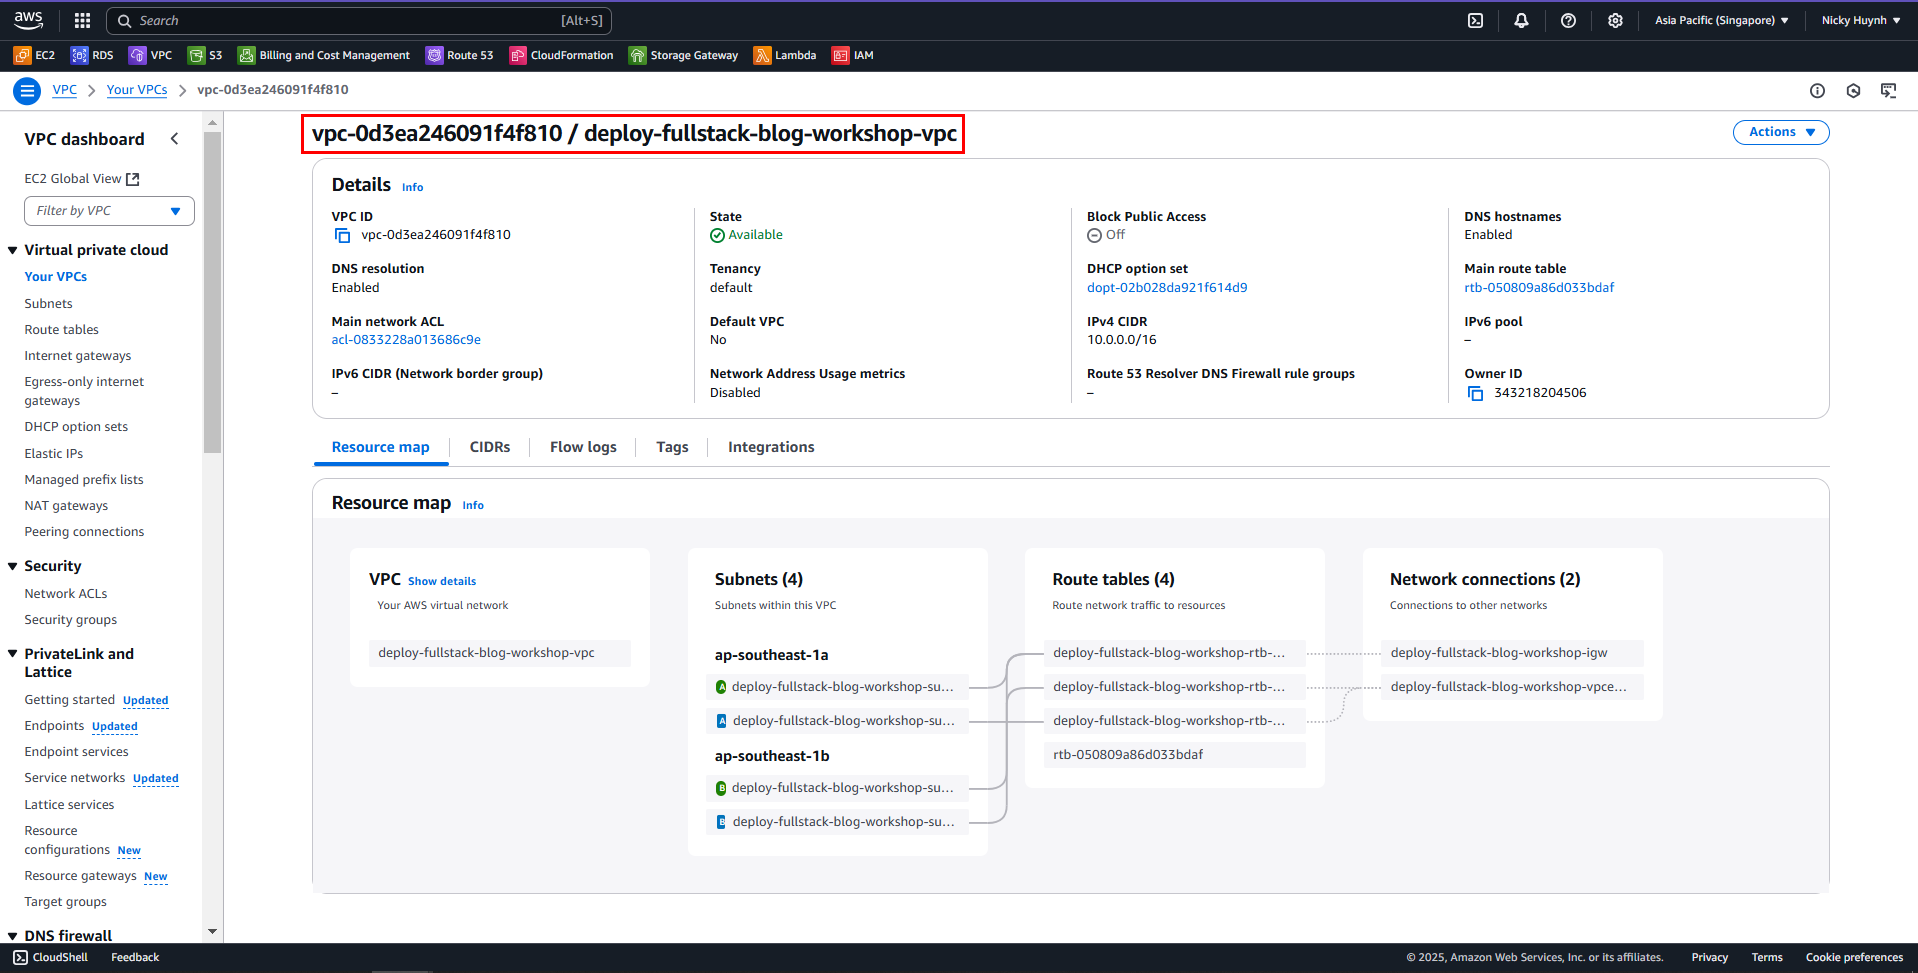 aws
Search [Alt+S]
Asia Pacific (Singapore)
Nicky Huynh
EC2 RDS VPC S3 Billing and Cost Management Route 53 CloudFormation Storage Gateway Lambda IAM
VPC > Your VPCs > vpc-0d3ea246091f4f810
VPC dashboard
EC2 Global View
Filter by VPC
Virtual private cloud
Your VPCs
Subnets
Route tables
Internet gateways
Egress-only internet
gateways
DHCP option sets
Elastic IPs
Managed prefix lists
NAT gateways
Peering connections
Security
Network ACLs
Security groups
PrivateLink and
Lattice
Getting started Updated
Endpoints Updated
Endpoint services
Service networks Updated
Lattice services
Resource
configurations New
Resource gateways New
Target groups
DNS firewall
vpc-0d3ea246091f4f810 / deploy-fullstack-blog-workshop-vpc
Actions
Details Info
VPC ID
vpc-0d3ea246091f4f810
State
Available
Block Public Access
Off
DNS hostnames
Enabled
DNS resolution
Enabled
Tenancy
default
DHCP option set
dopt-02b028da921f614d9
Main route table
rtb-050809a86d033bdaf
Main network ACL
acl-0833228a013686c9e
Default VPC
No
IPv4 CIDR
10.0.0.0/16
IPv6 pool
–
IPv6 CIDR (Network border group)
–
Network Address Usage metrics
Disabled
Route 53 Resolver DNS Firewall rule groups
–
Owner ID
343218204506
Resource map CIDRs Flow logs Tags Integrations
Resource map Info
VPC Show details
Your AWS virtual network
deploy-fullstack-blog-workshop-vpc
Subnets (4)
Subnets within this VPC
ap-southeast-1a
A deploy-fullstack-blog-workshop-su...
A deploy-fullstack-blog-workshop-su...
ap-southeast-1b
B deploy-fullstack-blog-workshop-su...
B deploy-fullstack-blog-workshop-su...
Route tables (4)
Route network traffic to resources
deploy-fullstack-blog-workshop-rtb-...
deploy-fullstack-blog-workshop-rtb-...
deploy-fullstack-blog-workshop-rtb-...
rtb-050809a86d033bdaf
Network connections (2)
Connections to other networks
deploy-fullstack-blog-workshop-igw
deploy-fullstack-blog-workshop-vpce...
CloudShell Feedback
© 2025, Amazon Web Services, Inc. or its affiliates. Privacy Terms Cookie preferences